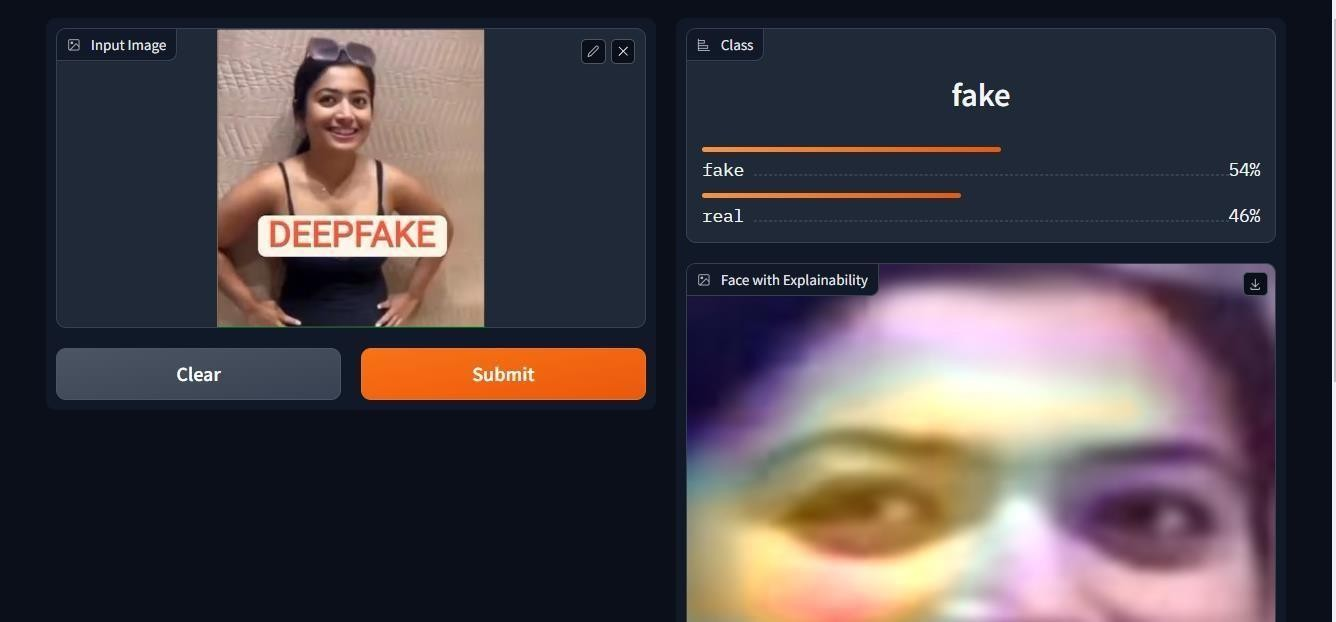 Input Image
DEEPFAKE
Clear
Submit
Class
fake
fake 54%
real 46%
Face with Explainability